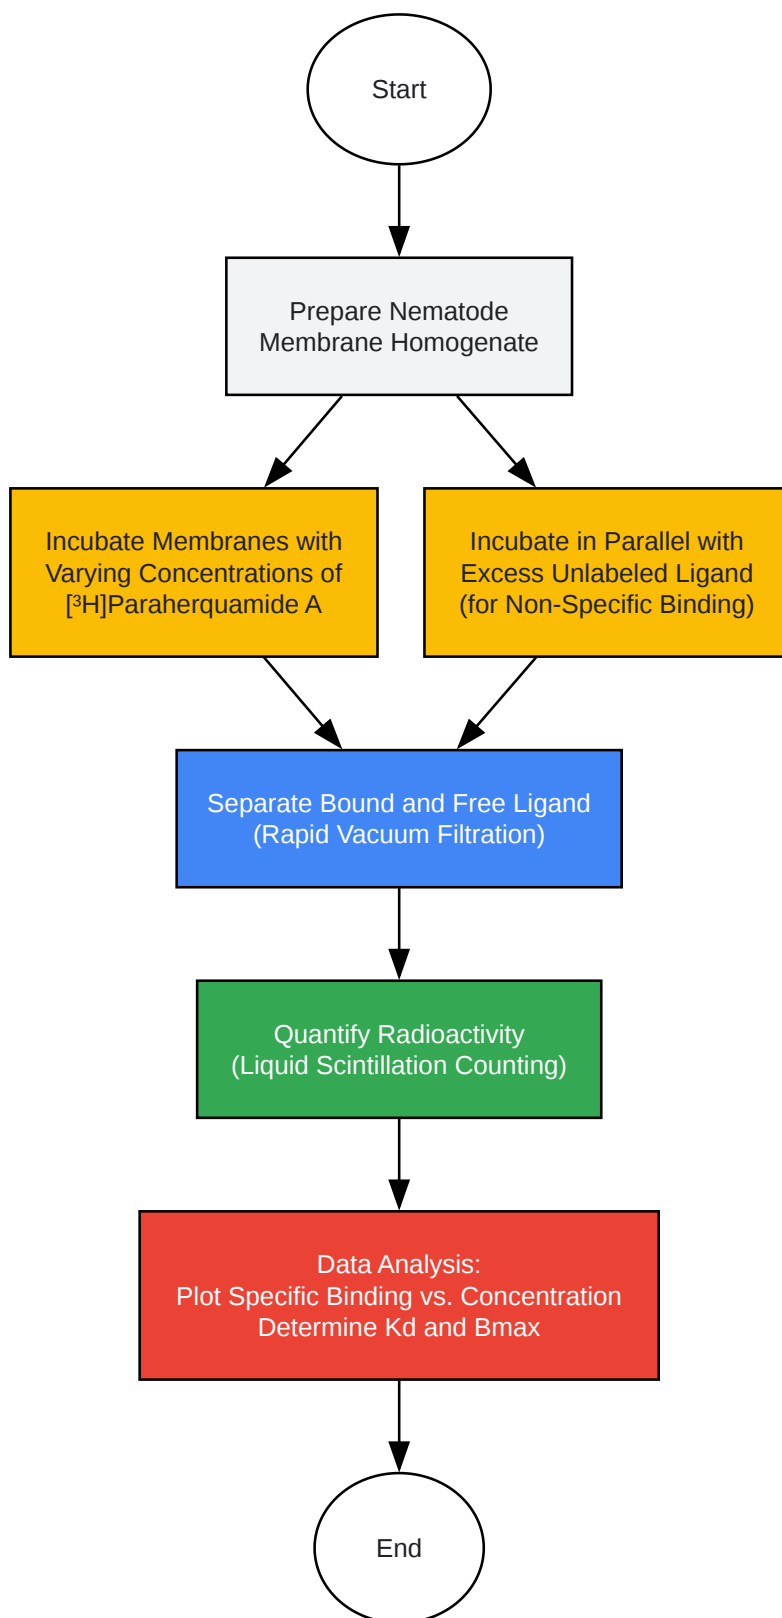 Start
Prepare Nematode
Membrane Homogenate
Incubate Membranes with
Varying Concentrations of
[³H]Paraherquamide A
Incubate in Parallel with
Excess Unlabeled Ligand
(for Non-Specific Binding)
Separate Bound and Free Ligand
(Rapid Vacuum Filtration)
Quantify Radioactivity
(Liquid Scintillation Counting)
Data Analysis:
Plot Specific Binding vs. Concentration
Determine Kd and Bmax
End